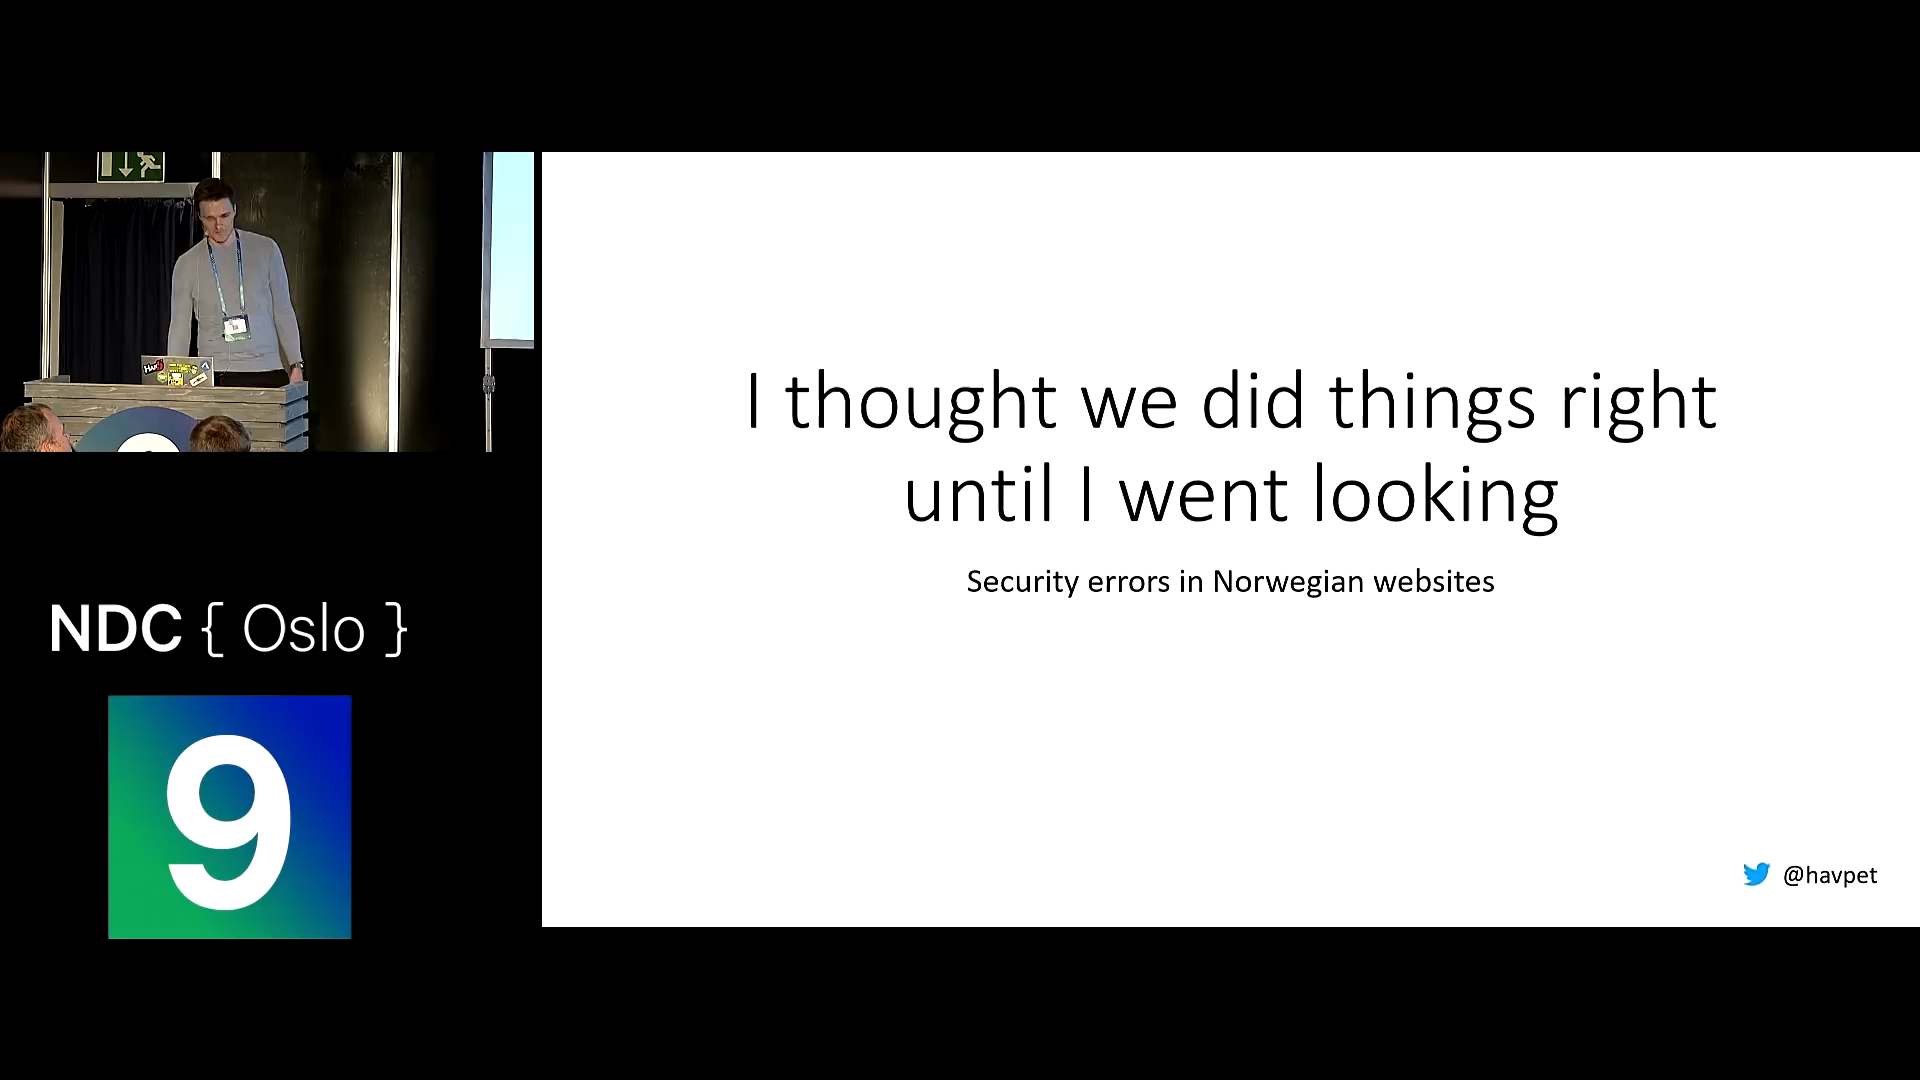 I thought we did things right
until I went looking
Security errors in Norwegian websites
NDC { Oslo }
9
@havpet